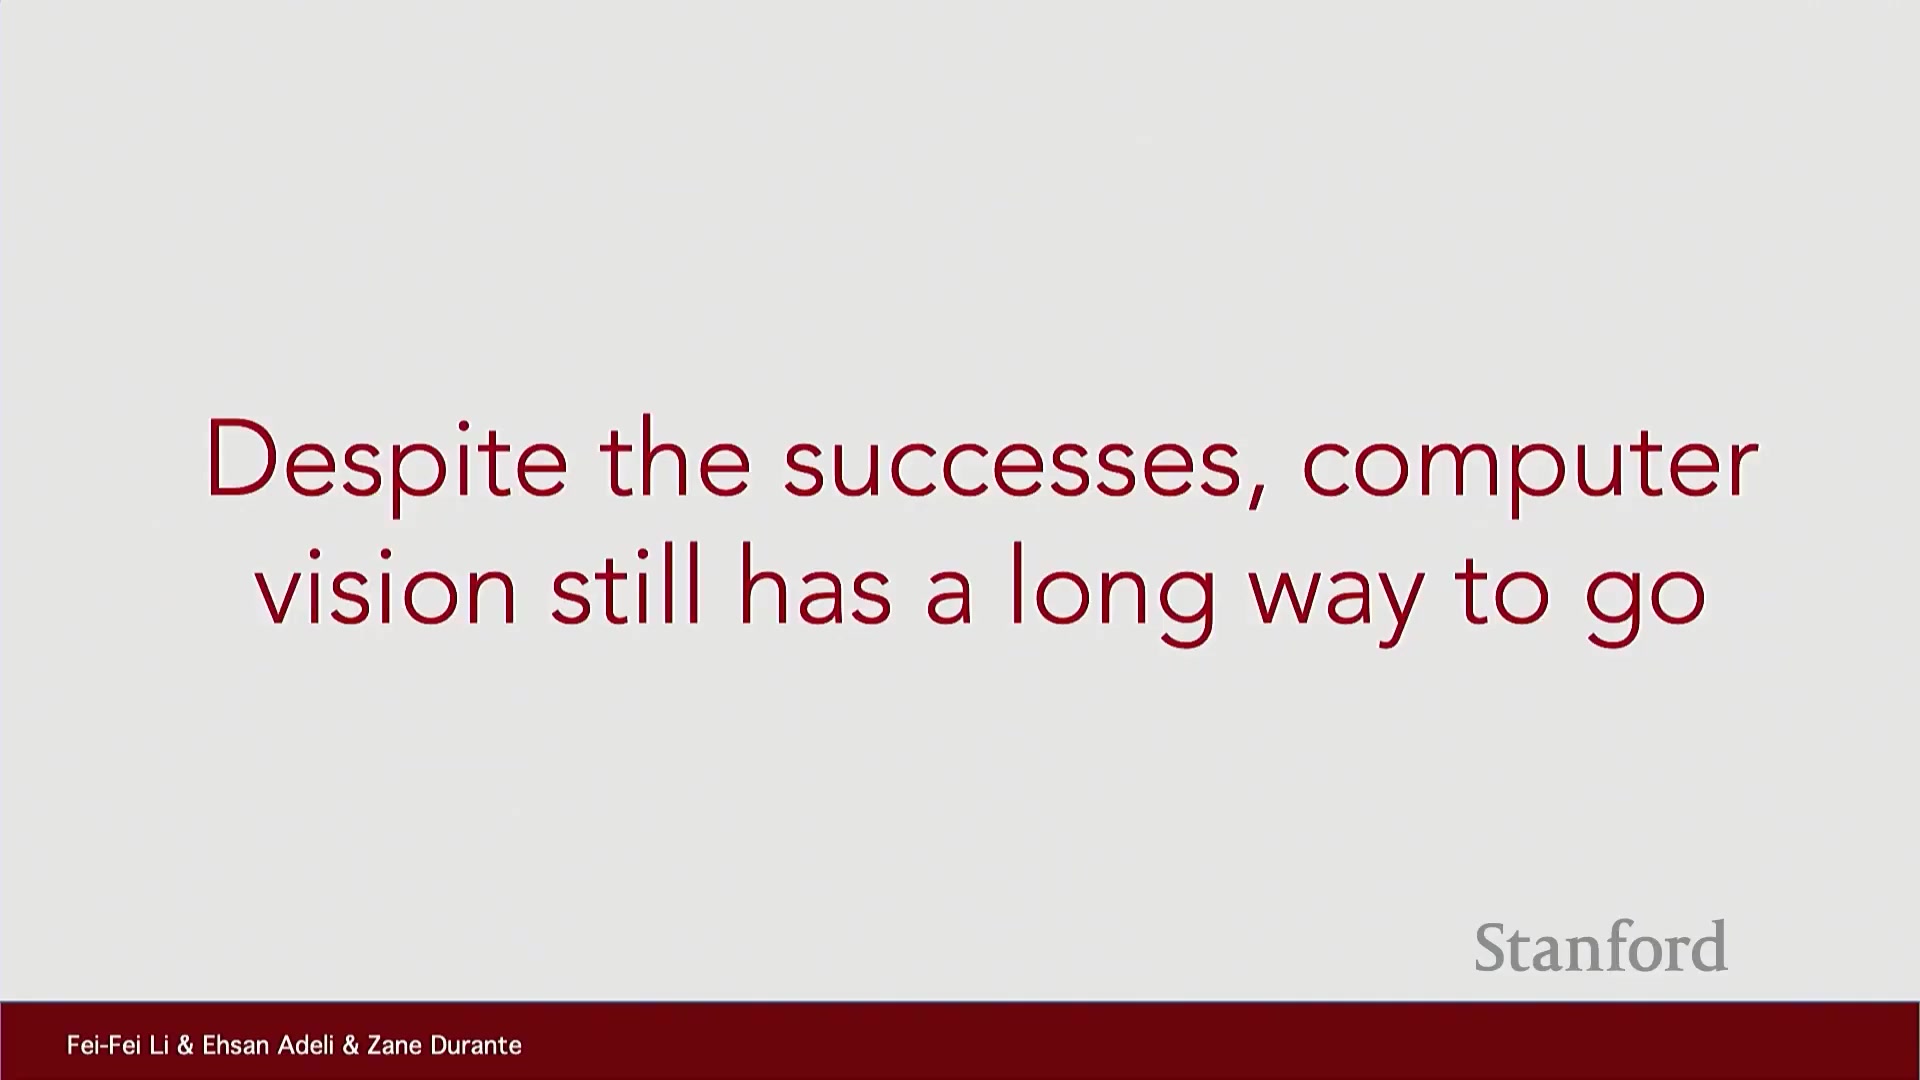 Despite the successes, computer
vision still has a long way to go
Stanford
Fei-Fei Li & Ehsan Adeli & Zane Durante